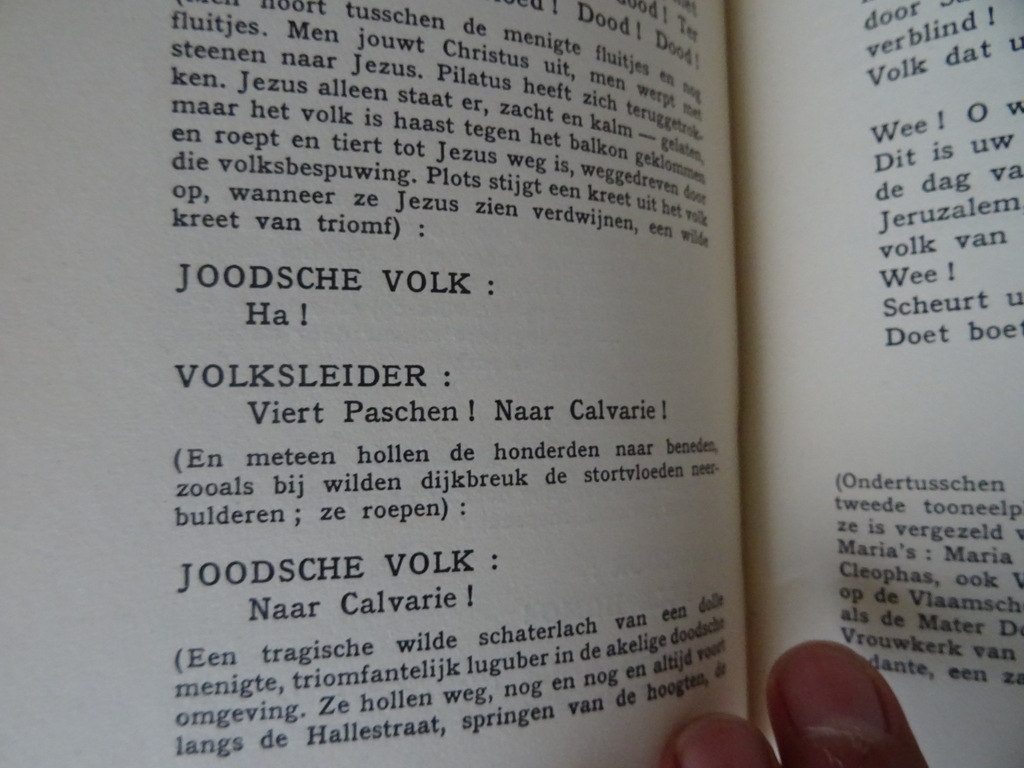 Dood! Dood! Ter
(Men hoort tusschen de menigte fluitjes en nog
fluitjes. Men jouwt Christus uit, men werpt met
steenen naar Jezus. Pilatus heeft zich teruggetrok-
ken. Jezus alleen staat er, zacht en kalm — gelaten,
maar het volk is haast tegen het balkon geklommen
en roept en tiert tot Jezus weg is, weggedreven door
die volksbespuwing. Plots stijgt een kreet uit het volk
op, wanneer ze Jezus zien verdwijnen, een wilde
kreet van triomf) :
JOODSCHE VOLK :
Ha !
VOLKSLEIDER :
Viert Paschen ! Naar Calvarie !
(En meteen hollen de honderden naar beneden,
zooals bij wilden dijkbreuk de stortvloeden neer-
bulderen ; ze roepen) :
JOODSCHE VOLK :
Naar Calvarie !
(Een tragische wilde schaterlach van een dolle
menigte, triomfantelijk luguber in de akelige doodsche
omgeving. Ze hollen weg, nog en nog en altijd voort
langs de Hallestraat, springen van de hoogten, de
door
verblind !
Volk dat
Wee ! O
Dit is uw
de dag
Jeruzalem,
volk van
Wee !
Scheurt
Doet
(Ondertusschen
tweede
ze is vergezeld
Maria's : Maria
Cleophas, ook
op de
als de Mater
Vrouwkerk van
een